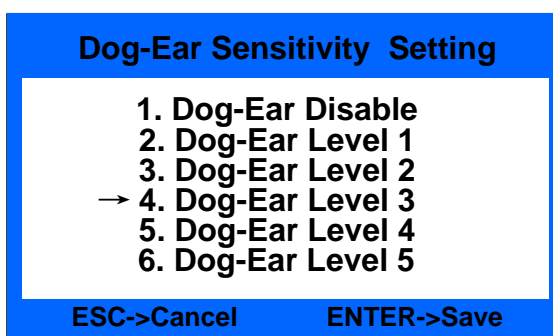 Dog-Ear Sensitivity Setting
1. Dog-Ear Disable
2. Dog-Ear Level 1
3. Dog-Ear Level 2
→ 4. Dog-Ear Level 3
5. Dog-Ear Level 4
6. Dog-Ear Level 5
ESC->Cancel ENTER->Save